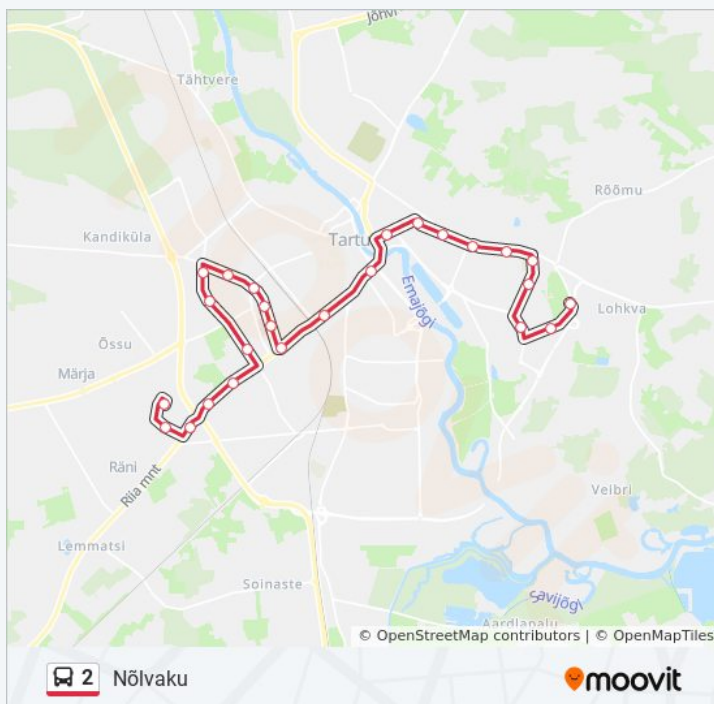 Jõhvi
Tähtvere
Rõõmu
Kandiküla
Tartu
Emajõgi
Lohkva
Õssu
Märja
Räni
Riia mnt
Veibri
Lemmatsi
Soinaste
Savijõgi
Aardlapalu
© OpenStreetMap contributors | © OpenMapTiles
2 Nõlvaku
moovit